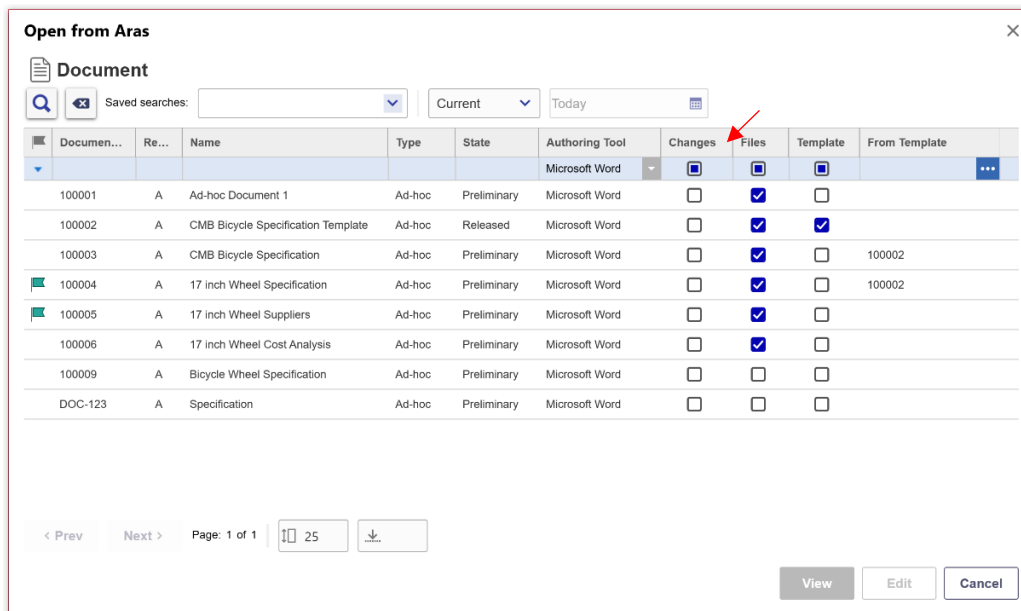 Open from Aras
Document
Saved searches: Current Today
Documen... Re... Name Type State Authoring Tool Changes Files Template From Template
Microsoft Word ...
100001 A Ad-hoc Document 1 Ad-hoc Preliminary Microsoft Word
100002 A CMB Bicycle Specification Template Ad-hoc Released Microsoft Word
100003 A CMB Bicycle Specification Ad-hoc Preliminary Microsoft Word 100002
100004 A 17 inch Wheel Specification Ad-hoc Preliminary Microsoft Word 100002
100005 A 17 inch Wheel Suppliers Ad-hoc Preliminary Microsoft Word
100006 A 17 inch Wheel Cost Analysis Ad-hoc Preliminary Microsoft Word
100009 A Bicycle Wheel Specification Ad-hoc Preliminary Microsoft Word
DOC-123 A Specification Ad-hoc Preliminary Microsoft Word
< Prev Next > Page: 1 of 1 25
View Edit Cancel